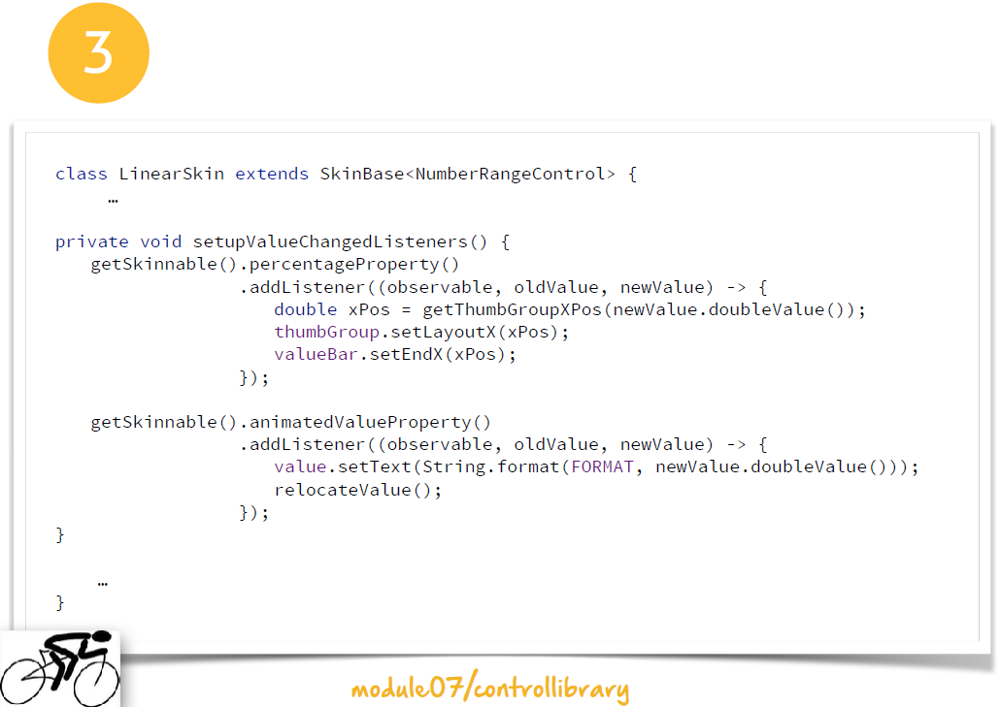 3
class LinearSkin extends SkinBase<NumberRangeControl> {
…
private void setupValueChangedListeners() {
getSkinnable().percentageProperty()
.addListener((observable, oldValue, newValue) -> {
double xPos = getThumbGroupXPos(newValue.doubleValue());
thumbGroup.setLayoutX(xPos);
valueBar.setEndX(xPos);
});
getSkinnable().animatedValueProperty()
.addListener((observable, oldValue, newValue) -> {
value.setText(String.format(FORMAT, newValue.doubleValue()));
relocateValue();
});
}
…
}
module07/controllibrary